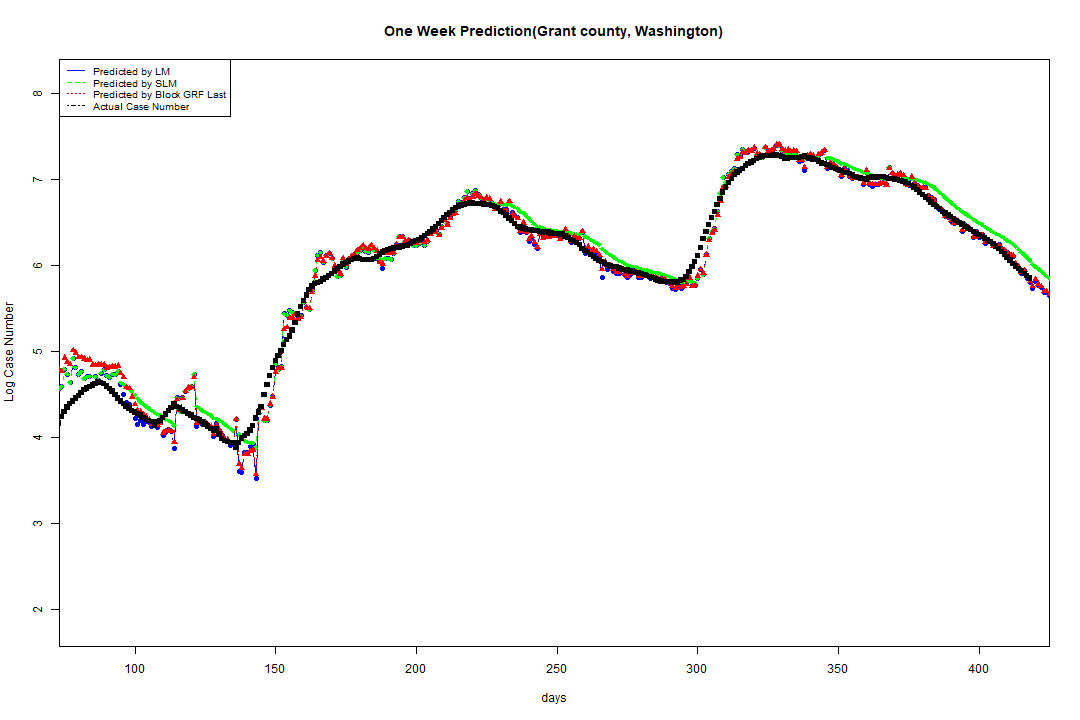 One Week Prediction(Grant county, Washington)
Predicted by LM
Predicted by SLM
Predicted by Block GRF Last
Actual Case Number
8
7
6
5
4
3
2
Log Case Number
100 150 200 250 300 350 400
days